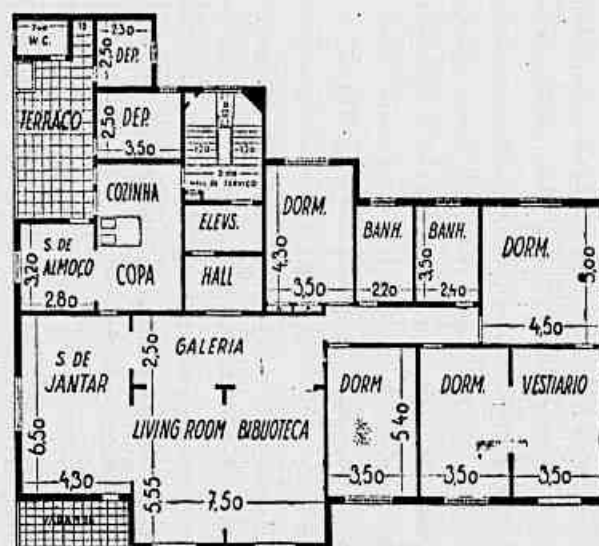 W.C.
2,30
2,50
DEP.
TERRAÇO
2,50
DEP.
3,50
COZINHA
COPA
S. DE
ALMOÇO
3,20
2,80
ELEVS.
HALL
DORM.
4,30
3,50
BANH.
2,20
BANH.
3,50
2,40
DORM.
5,00
4,50
S. DE
JANTAR
6,50
4,30
GALERIA
2,50
LIVING ROOM
BIBLIOTECA
5,55
7,50
DORM
5,40
3,50
DORM.
3,50
VESTIARIO
3,50
VARANDA